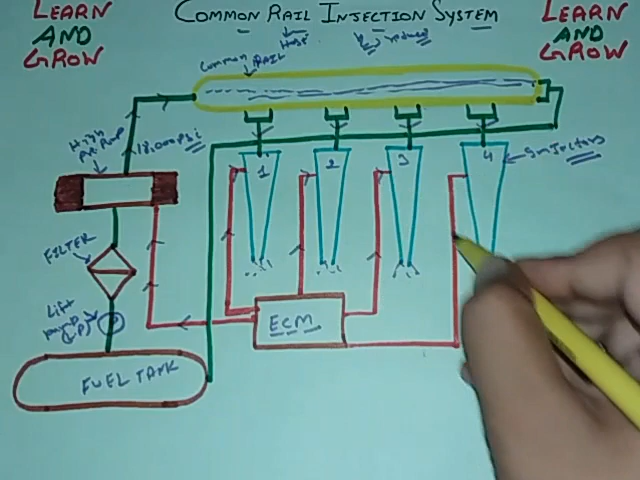 LEARN
AND
GROW
COMMON RAIL INJECTION SYSTEM
LEARN
AND
GROW
Common RAIL
High
Pr. Pump
18,000 psi
1
2
3
4
Injectors
FILTER
Lift
pump
(LP)
ECM
FUEL TANK